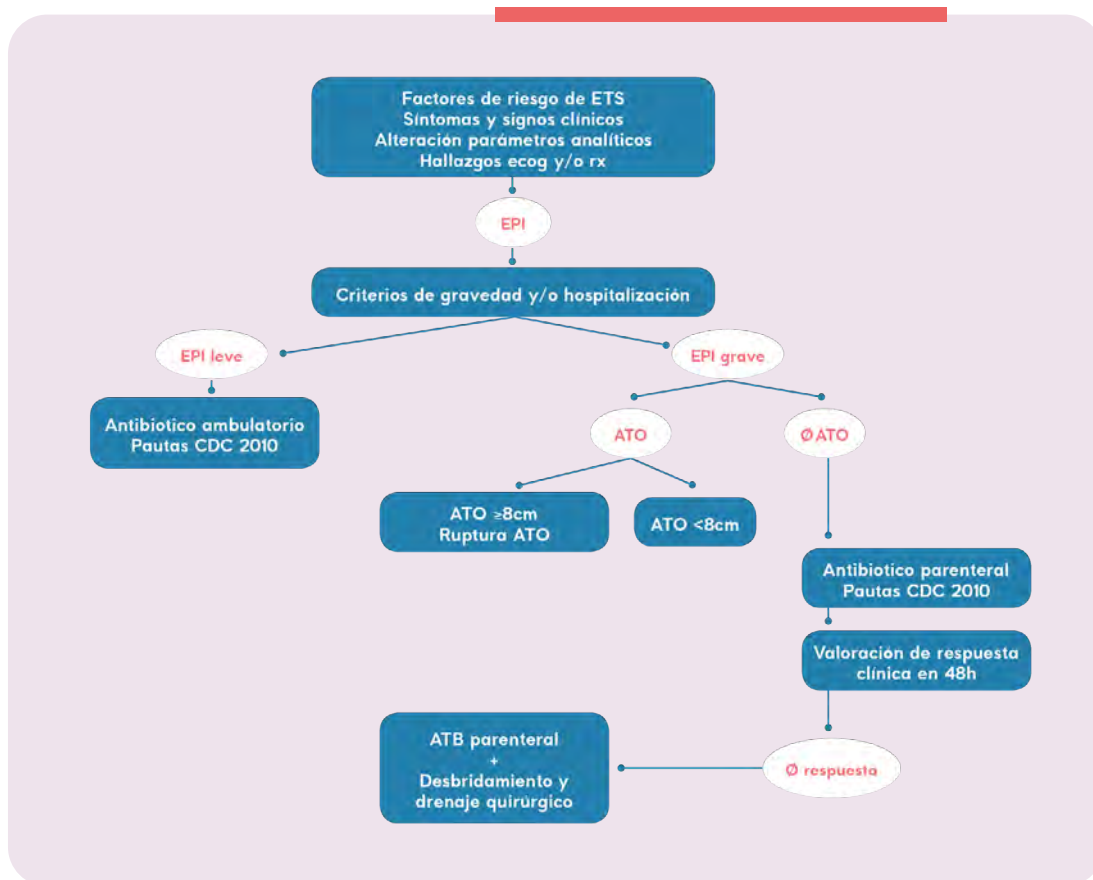 Factores de riesgo de ETS
Síntomas y signos clínicos
Alteración parámetros analíticos
Hallazgos ecog y/o rx
EPI
Criterios de gravedad y/o hospitalización
EPI leve
EPI grave
Antibiotico ambulatorio
Pautas CDC 2010
ATO
Ø ATO
ATO ≥8cm
Ruptura ATO
ATO <8cm
Antibiotico parenteral
Pautas CDC 2010
Valoración de respuesta
clínica en 48h
ATB parenteral
+
Desbridamiento y
drenaje quirúrgico
Ø respuesta